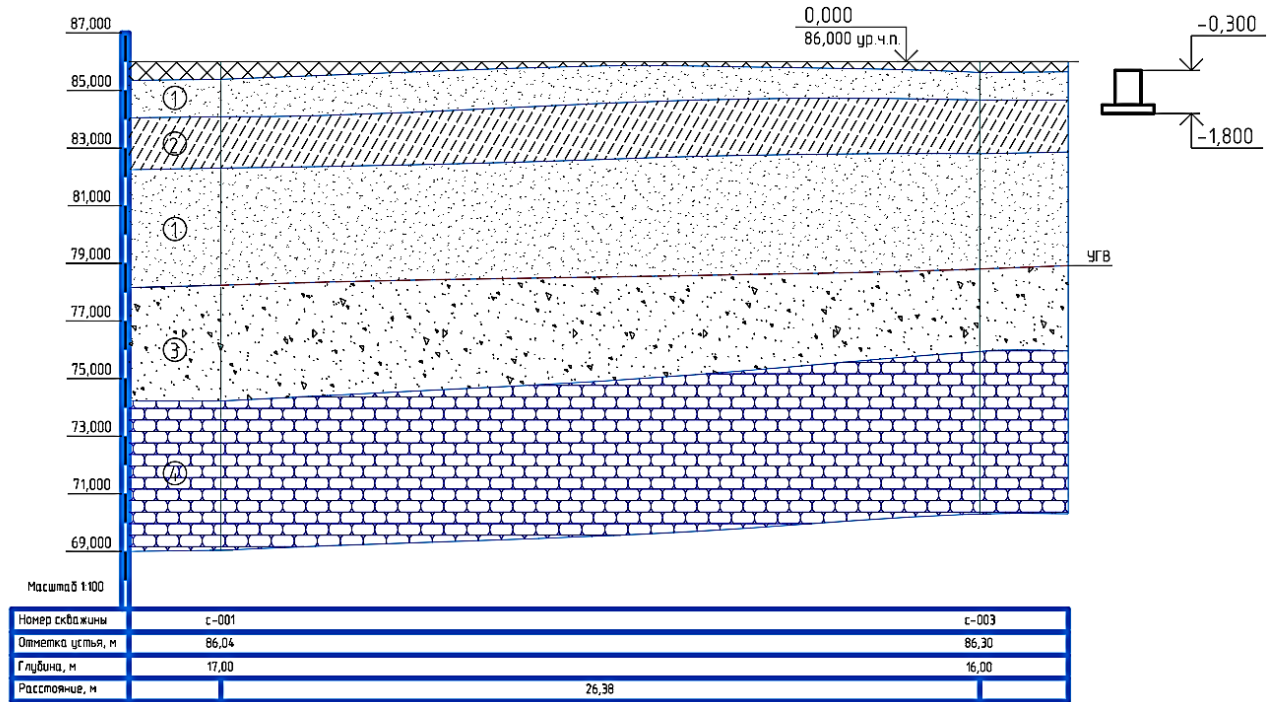 87,000
0,000
86,000 ур.ч.п.
-0,300
85,000
1
83,000
2
-1,800
81,000
1
79,000
УГВ
77,000
3
75,000
73,000
4
71,000
69,000
Масштаб 1:100
Номер скважины с-001 с-003
Отметка устья, м 86,04 86,30
Глубина, м 17,00 16,00
Расстояние, м 26,38